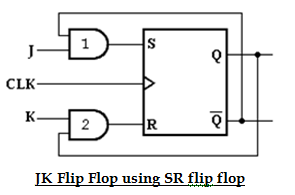 1
S
Q
J
CLK
K
2
R
Q̅
JK Flip Flop using SR flip flop